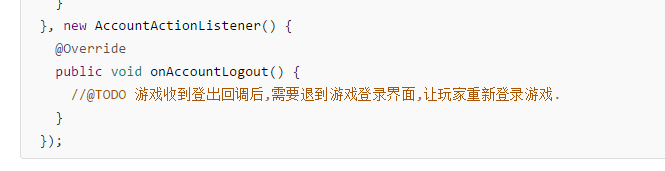 }
}, new AccountActionListener() {
@Override
public void onAccountLogout() {
//@TODO 游戏收到登出回调后,需要退到游戏登录界面,让玩家重新登录游戏.
}
});